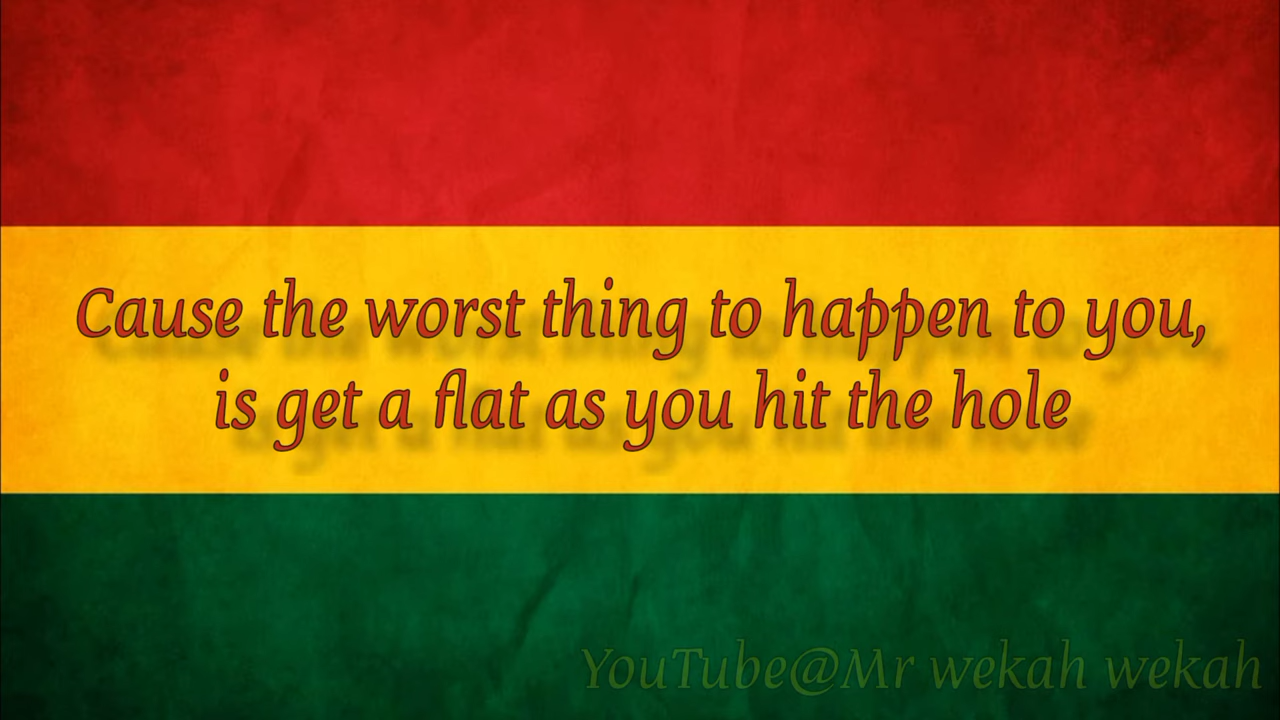 Cause the worst thing to happen to you,
is get a flat as you hit the hole
YouTube@Mr wekah wekah